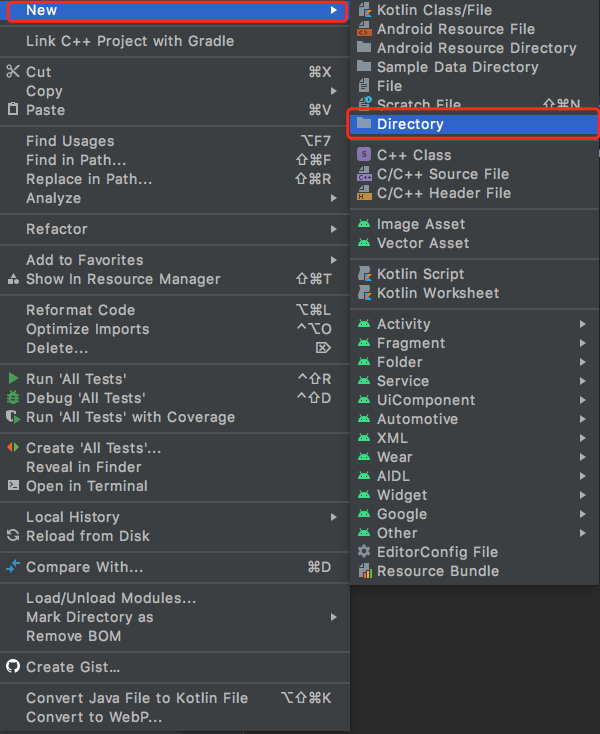 New
Link C++ Project with Gradle
Cut ⌘X
Copy
Paste ⌘V
Find Usages ⌥F7
Find in Path... ⇧⌘F
Replace in Path... ⇧⌘R
Analyze
Refactor
Add to Favorites
Show In Resource Manager ⇧⌘T
Reformat Code ⌥⌘L
Optimize Imports ^⌥O
Delete... ⌦
Run 'All Tests' ^⇧R
Debug 'All Tests' ^⇧D
Run 'All Tests' with Coverage
Create 'All Tests'...
Reveal in Finder
Open in Terminal
Local History
Reload from Disk
Compare With... ⌘D
Load/Unload Modules...
Mark Directory as
Remove BOM
Create Gist...
Convert Java File to Kotlin File ⌥⇧⌘K
Convert to WebP...
Kotlin Class/File
Android Resource File
Android Resource Directory
Sample Data Directory
File
Scratch File ⇧⌘N
Directory
S C++ Class
C++ C/C++ Source File
H C/C++ Header File
Image Asset
Vector Asset
Kotlin Script
Kotlin Worksheet
Activity
Fragment
Folder
Service
UiComponent
Automotive
XML
Wear
AIDL
Widget
Google
Other
EditorConfig File
Resource Bundle